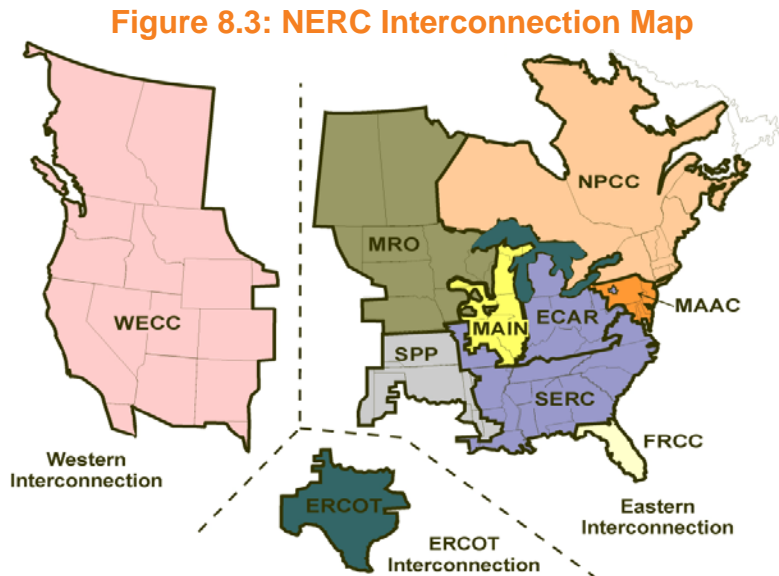 Figure 8.3: NERC Interconnection Map
NPCC
MRO
MAAC
WECC
MAIN
ECAR
SPP
SERC
FRCC
Western
Interconnection
ERCOT
Eastern
Interconnection
ERCOT
Interconnection